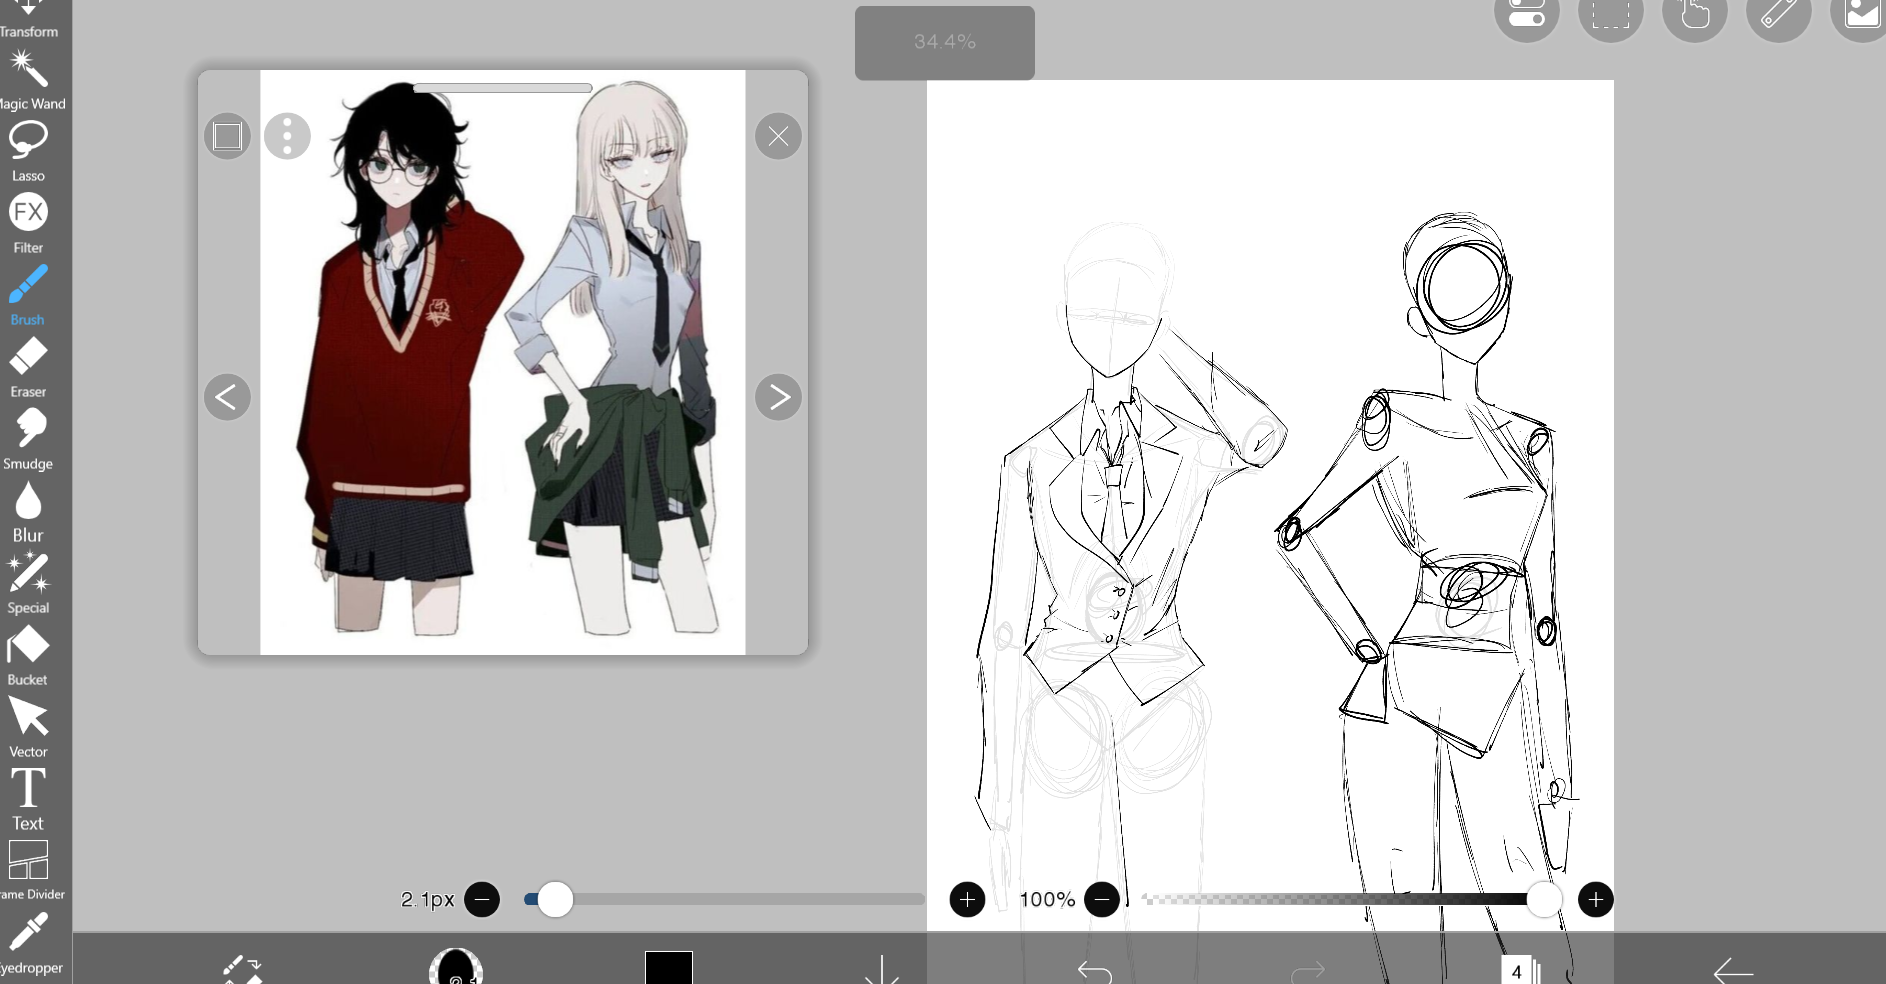 Transform
34.4%
Magic Wand
Lasso
FX
Filter
Brush
Eraser
Smudge
Blur
Special
Bucket
Vector
T
Text
rame Divider
2.1px
100%
yedropper
4